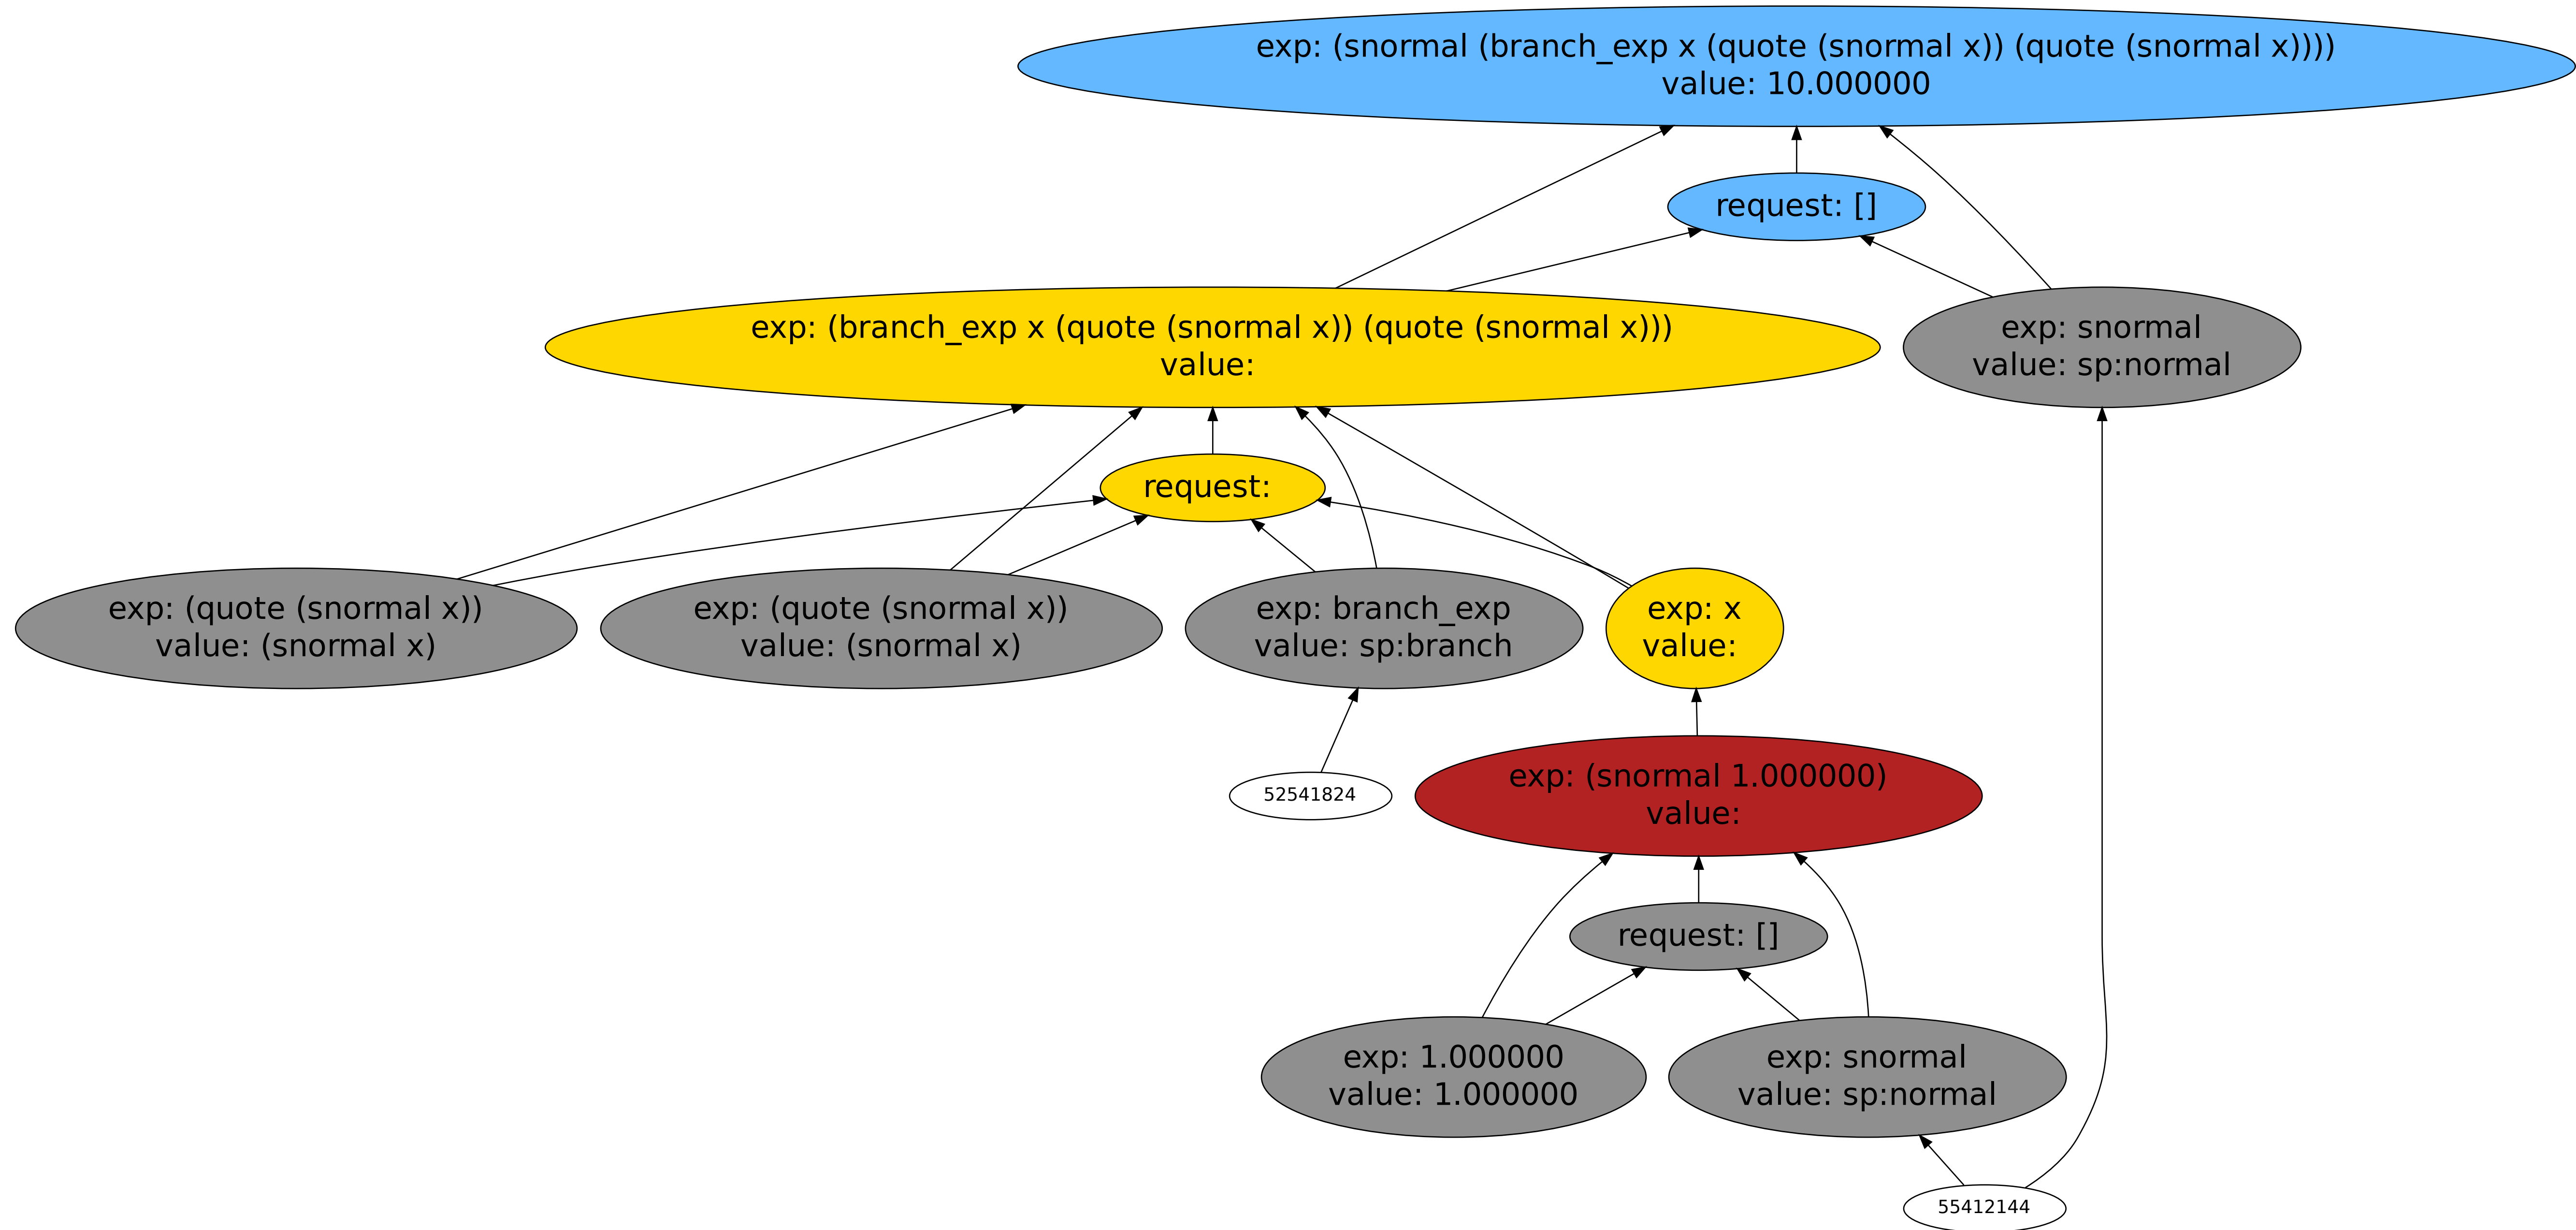 exp: (snormal (branch_exp x (quote (snormal x)) (quote (snormal x))))
value: 10.000000
request: []
exp: (branch_exp x (quote (snormal x)) (quote (snormal x)))
value:
exp: snormal
value: sp:normal
request:
exp: (quote (snormal x))
value: (snormal x)
exp: (quote (snormal x))
value: (snormal x)
exp: branch_exp
value: sp:branch
exp: x
value:
52541824
exp: (snormal 1.000000)
value:
request: []
exp: 1.000000
value: 1.000000
exp: snormal
value: sp:normal
55412144